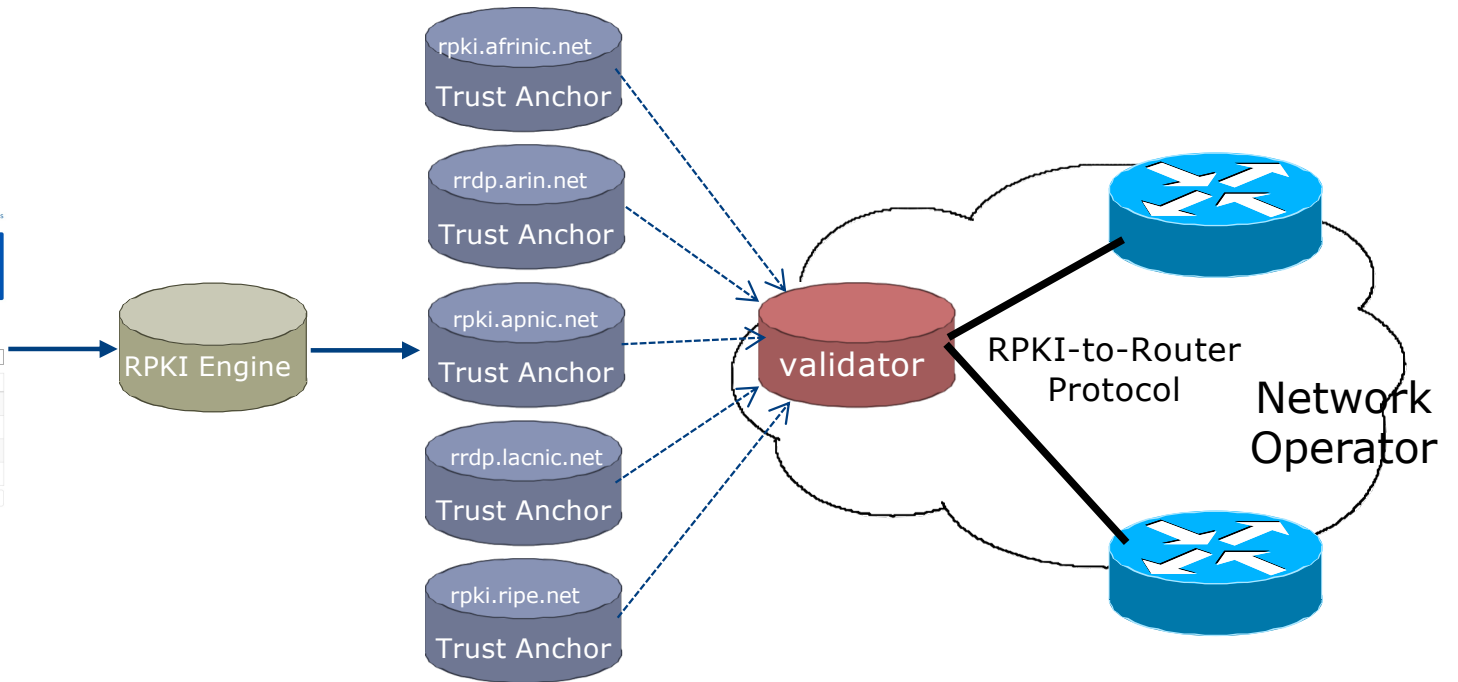 rpki.afrinic.net
Trust Anchor
rrdp.arin.net
Trust Anchor
s
RPKI Engine
rpki.apnic.net
Trust Anchor
validator
RPKI-to-Router
Protocol
Network
Operator
rrdp.lacnic.net
Trust Anchor
rpki.ripe.net
Trust Anchor